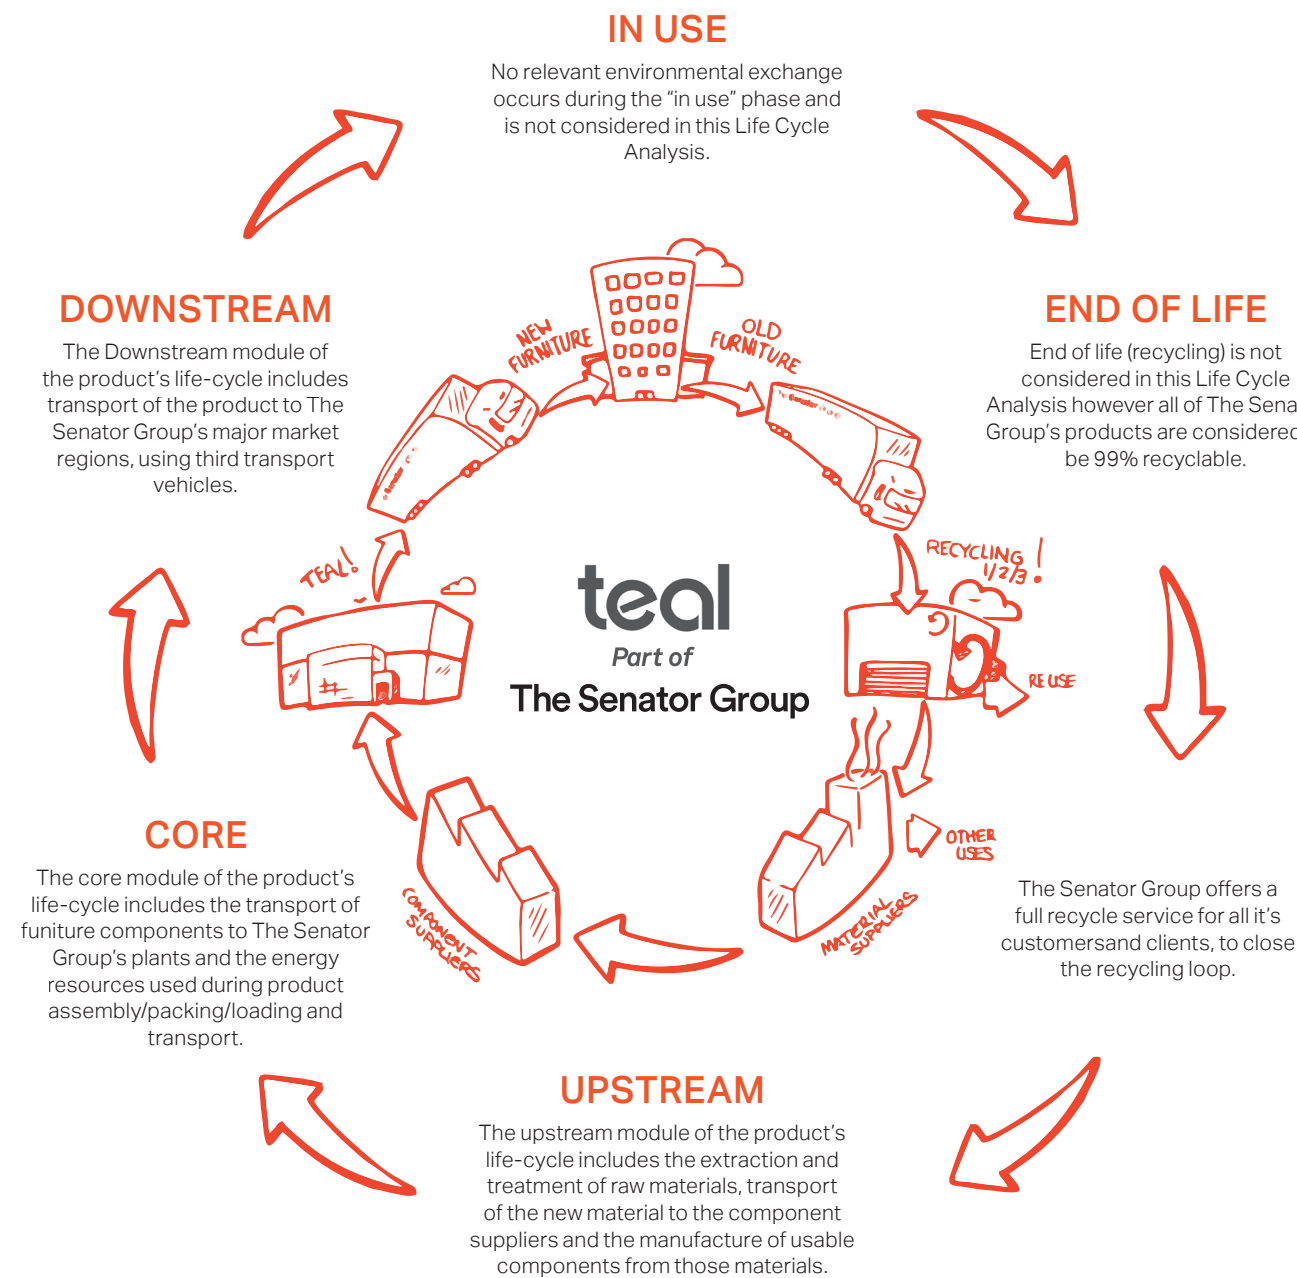 IN USE
No relevant environmental exchange
occurs during the “in use” phase and
is not considered in this Life Cycle
Analysis.
DOWNSTREAM
The Downstream module of
the product’s life-cycle includes
transport of the product to The
Senator Group’s major market
regions, using third transport
vehicles.
END OF LIFE
End of life (recycling) is not
considered in this Life Cycle
Analysis however all of The Sena
Group’s products are considered
be 99% recyclable.
NEW
FURNITURE
OLD
FURNITURE
Senator
Senator
TEAL!
RECYCLING
1/2/3!
teal
Part of
The Senator Group
RE USE
OTHER
USES
COMPONENT
SUPPLIERS
MATERIAL
SUPPLIERS
CORE
The core module of the product’s
life-cycle includes the transport of
funiture components to The Senator
Group’s plants and the energy
resources used during product
assembly/packing/loading and
transport.
The Senator Group offers a
full recycle service for all it’s
customersand clients, to close
the recycling loop.
UPSTREAM
The upstream module of the product’s
life-cycle includes the extraction and
treatment of raw materials, transport
of the new material to the component
suppliers and the manufacture of usable
components from those materials.